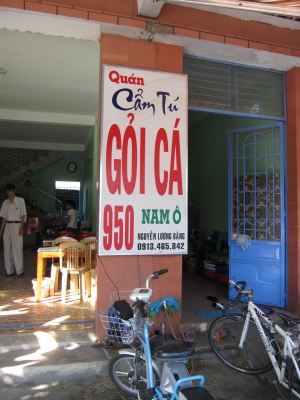 Quán
Cẩm Tú
GỎI CÁ
950
NAM Ô
NGUYỄN LƯƠNG BẰNG
0913.465.842